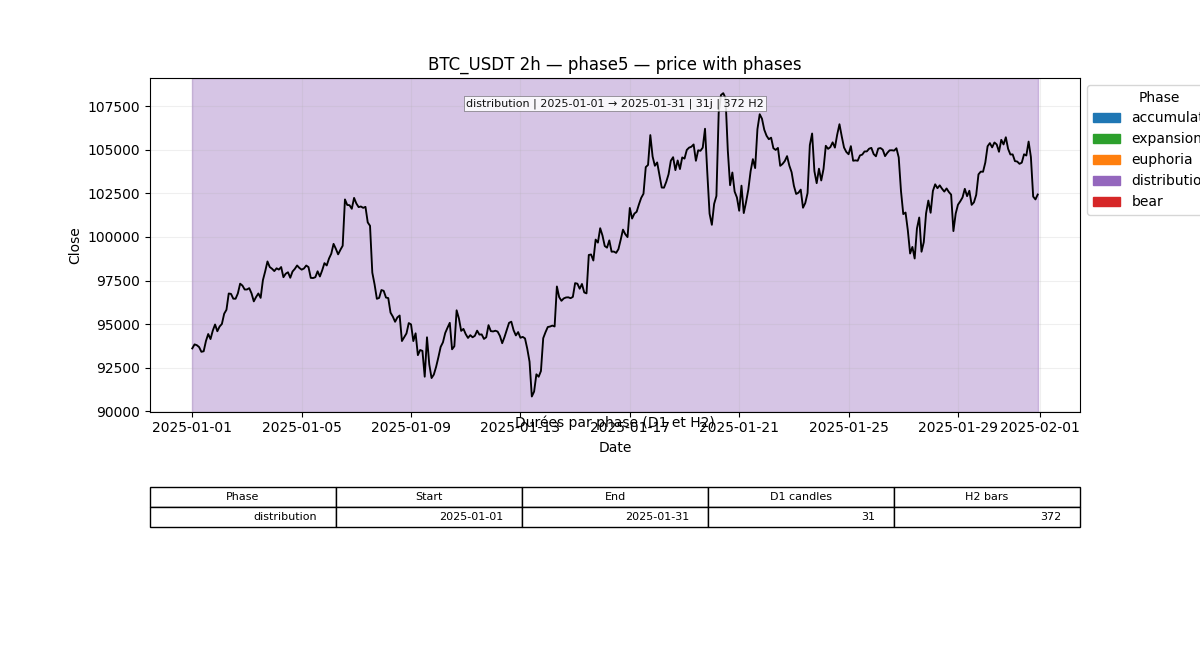 BTC_USDT 2h — phase5 — price with phases
distribution | 2025-01-01 → 2025-01-31 | 31j | 372 H2
107500
105000
102500
100000
97500
95000
92500
90000
Close
Phase
accumulat
expansion
euphoria
distributio
bear
Durées par phase (D1 et H2)
2025-01-01 2025-01-05 2025-01-09 2025-01-13 2025-01-17 2025-01-21 2025-01-25 2025-01-29 2025-02-01
Date
Phase Start End D1 candles H2 bars
distribution 2025-01-01 2025-01-31 31 372